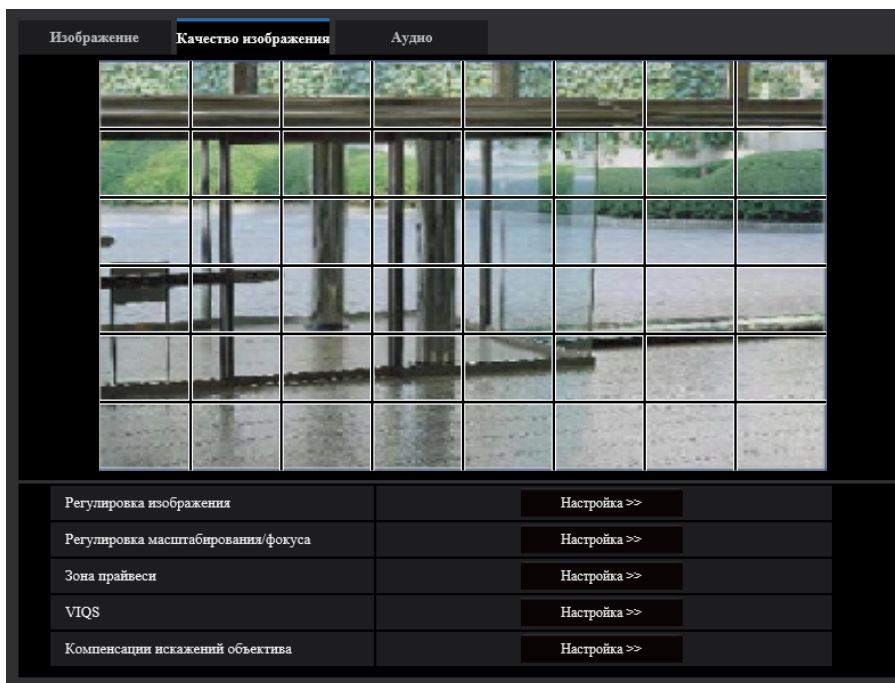 Изображение Качество изображения Аудио
Регулировка изображения Настройка >>
Регулировка масштабирования/фокуса Настройка >>
Зона прайвеси Настройка >>
VIQS Настройка >>
Компенсации искажений объектива Настройка >>